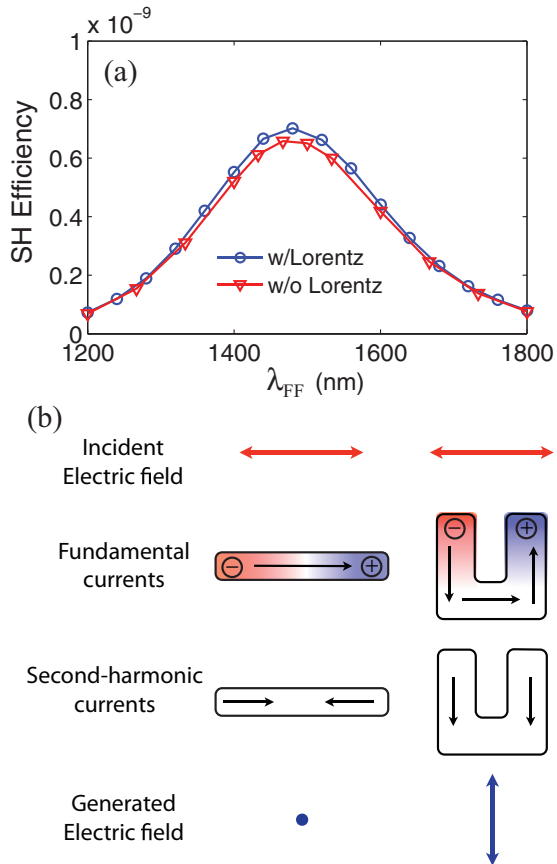 x 10⁻⁹
1
(a)
0.8
0.6
0.4
0.2
0
SH Efficiency
w/Lorentz
w/o Lorentz
1200
1400
1600
1800
λFF (nm)
(b)
Incident
Electric field
Fundamental
currents
−
+
−
+
Second-harmonic
currents
Generated
Electric field